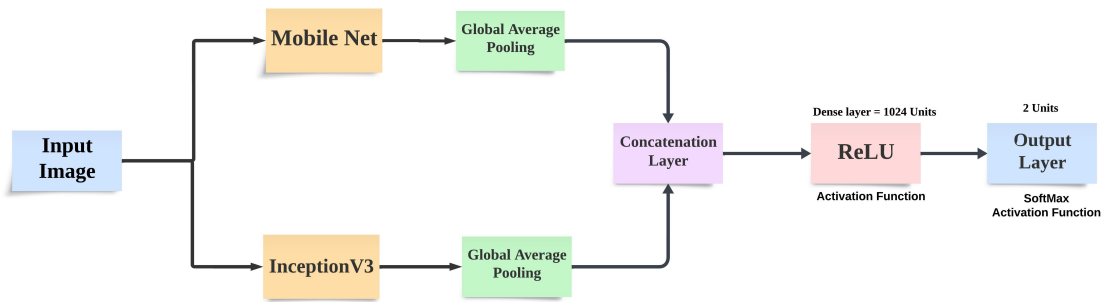 Mobile Net
Global Average
Pooling
Input
Image
Concatenation
Layer
Dense layer = 1024 Units
ReLU
Activation Function
2 Units
Output
Layer
SoftMax
Activation Function
InceptionV3
Global Average
Pooling